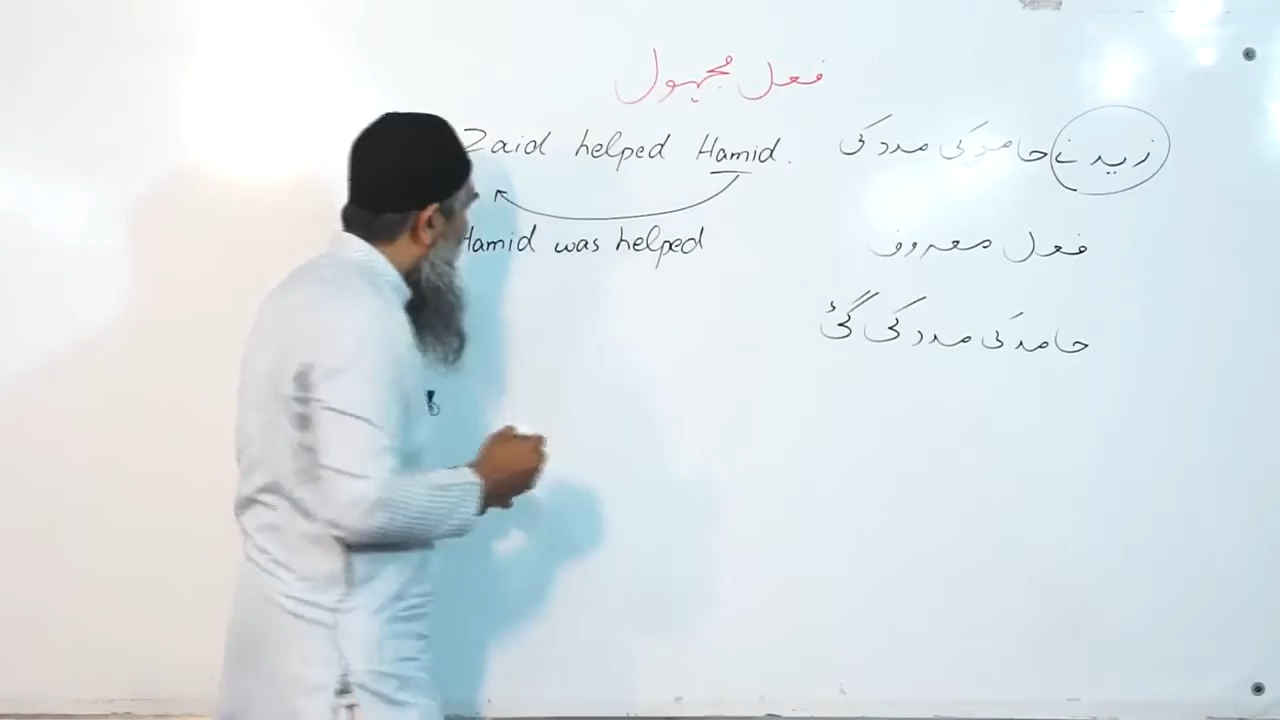 فعل مجہول
Zaid helped Hamid.
زید نے حامد کی مدد کی
Hamid was helped
فعل معروف
حامد کی مدد کی گئی